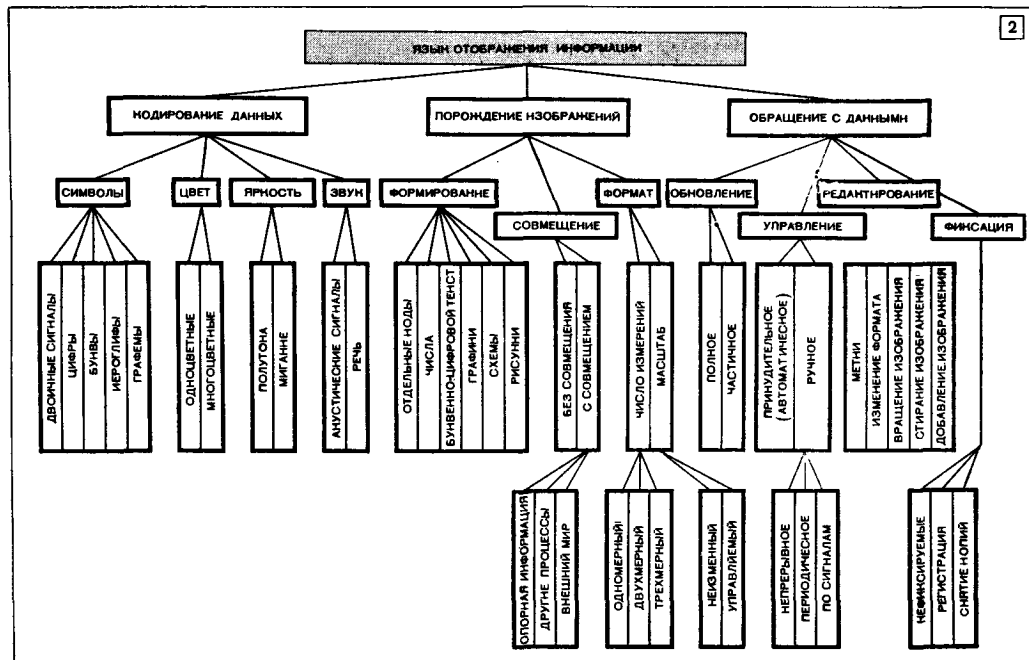 2
ЯЗЫК ОТОБРАЖЕНИЯ ИНФОРМАЦИИ
КОДИРОВАНИЕ ДАННЫХ
ПОРОЖДЕНИЕ ИЗОБРАЖЕНИЙ
ОБРАЩЕНИЕ С ДАННЫМИ
СИМВОЛЫ
ЦВЕТ
ЯРКОСТЬ
ЗВУК
ФОРМИРОВАНИЕ
ФОРМАТ
ОБНОВЛЕНИЕ
РЕДАКТИРОВАНИЕ
СОВМЕЩЕНИЕ
УПРАВЛЕНИЕ
ФИКСАЦИЯ
ДВОИЧНЫЕ СИГНАЛЫ
ЦИФРЫ
БУКВЫ
ИЕРОГЛИФЫ
ГРАФЕМЫ
ОДНОЦВЕТНЫЕ
МНОГОЦВЕТНЫЕ
ПОЛУТОНА
МИГАНИЕ
АКУСТИЧЕСКИЕ СИГНАЛЫ
РЕЧЬ
ОТДЕЛЬНЫЕ КОДЫ
ЧИСЛА
БУКВЕННОЦИФРОВОЙ ТЕКСТ
ГРАФИКИ
СХЕМЫ
РИСУНКИ
БЕЗ СОВМЕЩЕНИЯ
С СОВМЕЩЕНИЕМ
ЧИСЛО ИЗМЕРЕНИЙ
МАСШТАБ
ПОЛНОЕ
ЧАСТИЧНОЕ
ПРИНУДИТЕЛЬНОЕ
(АВТОМАТИЧЕСКОЕ)
РУЧНОЕ
МЕТКИ
ИЗМЕНЕНИЕ ФОРМАТА
ВРАЩЕНИЕ ИЗОБРАЖЕНИЯ
СТИРАНИЕ ИЗОБРАЖЕНИЯ
ДОБАВЛЕНИЕ ИЗОБРАЖЕНИЯ
ОПОРНАЯ ИНФОРМАЦИЯ
ДРУГИЕ ПРОЦЕССЫ
ВНЕШНИЙ МИР
ОДНОМЕРНЫЙ
ДВУХМЕРНЫЙ
ТРЕХМЕРНЫЙ
НЕИЗМЕННЫЙ
УПРАВЛЯЕМЫЙ
НЕПРЕРЫВНОЕ
ПЕРИОДИЧЕСКОЕ
ПО СИГНАЛАМ
НЕФИКСИРУЕМЫЕ
РЕГИСТРАЦИЯ
СНЯТИЕ КОПИЙ